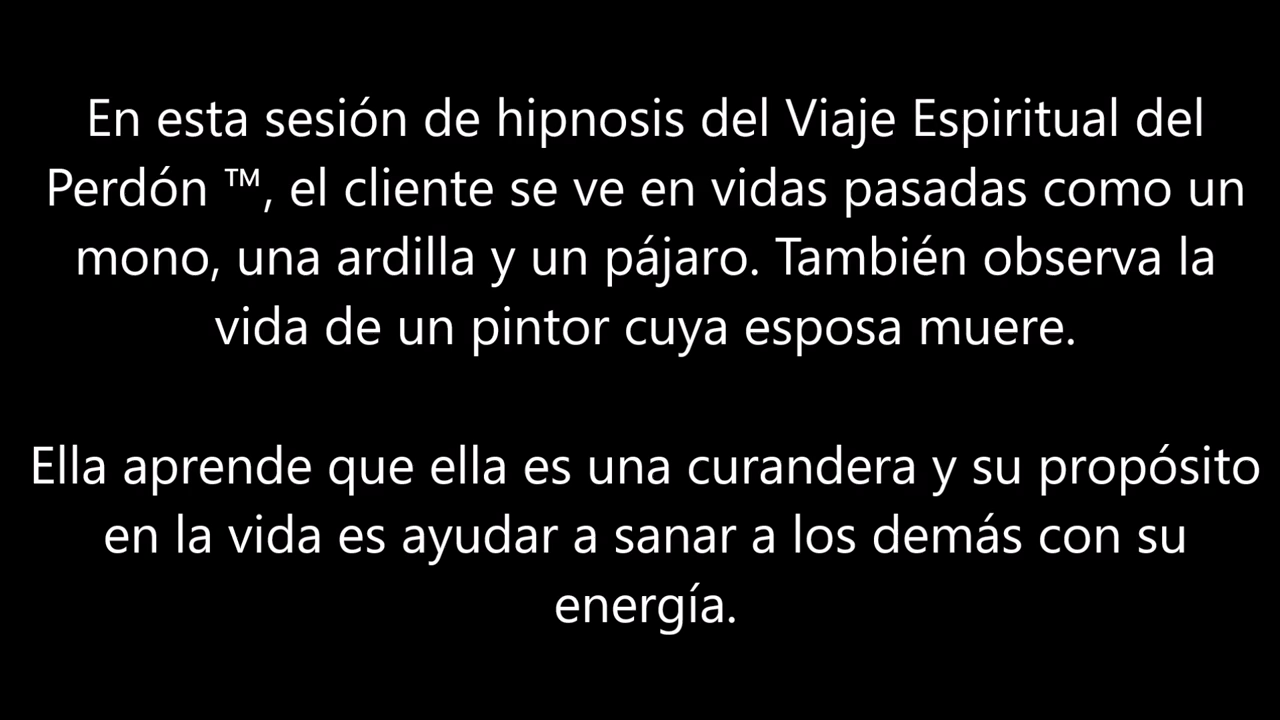 En esta sesión de hipnosis del Viaje Espiritual del
Perdón ™, el cliente se ve en vidas pasadas como un
mono, una ardilla y un pájaro. También observa la
vida de un pintor cuya esposa muere.
Ella aprende que ella es una curandera y su propósito
en la vida es ayudar a sanar a los demás con su
energía.